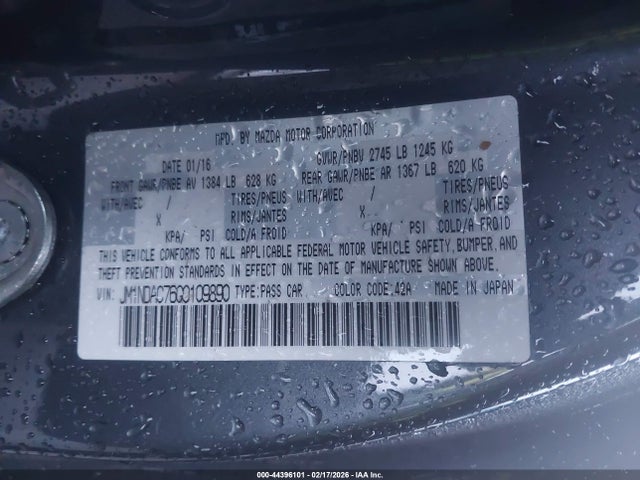 MFD. BY MAZDA MOTOR CORPORATION
DATE 01/16 GVWR/PNBV 2745 LB 1245 KG
FRONT GAWR/PNBE AV 1384 LB 628 KG REAR GAWR/PNBE AR 1367 LB 620 KG
WITH/AVEC / TIRES/PNEUS WITH/AVEC / TIRES/PNEUS
X RIMS/JANTES X RIMS/JANTES
KPA/ PSI COLD/A FROID KPA/ PSI COLD/A FROID
THIS VEHICLE CONFORMS TO ALL APPLICABLE FEDERAL MOTOR VEHICLE SAFETY, BUMPER, AND
THEFT PREVENTION STANDARDS IN EFFECT ON THE DATE OF MANUFACTURE SHOWN ABOVE.
VIN: JM1NDAC76G0109890 TYPE:PASS CAR COLOR CODE:42A MADE IN JAPAN
000-44396101 - 02/17/2026 - IAA Inc.